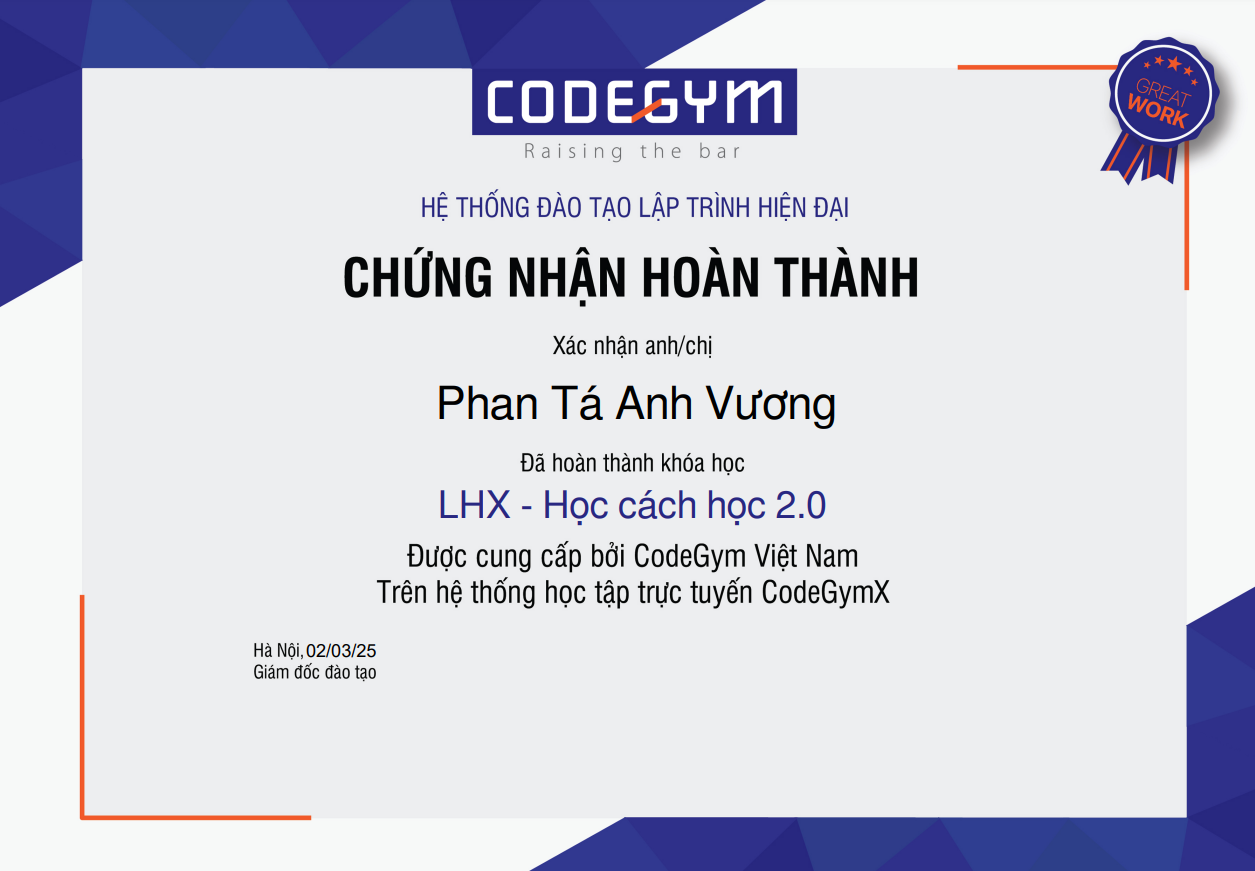 CODEGYM
Raising the bar
GREAT
WORK
HỆ THỐNG ĐÀO TẠO LẬP TRÌNH HIỆN ĐẠI
CHỨNG NHẬN HOÀN THÀNH
Xác nhận anh/chị
Phan Tá Anh Vương
Đã hoàn thành khóa học
LHX - Học cách học 2.0
Được cung cấp bởi CodeGym Việt Nam
Trên hệ thống học tập trực tuyến CodeGymX
Hà Nội, 02/03/25
Giám đốc đào tạo